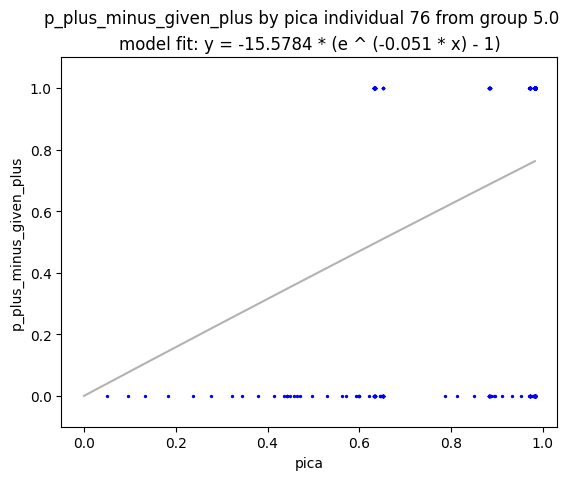 p_plus_minus_given_plus by pica individual 76 from group 5.0
model fit: y = -15.5784 * (e ^ (-0.051 * x) - 1)
1.0
0.8
0.6
0.4
0.2
0.0
p_plus_minus_given_plus
0.0 0.2 0.4 0.6 0.8 1.0
pica